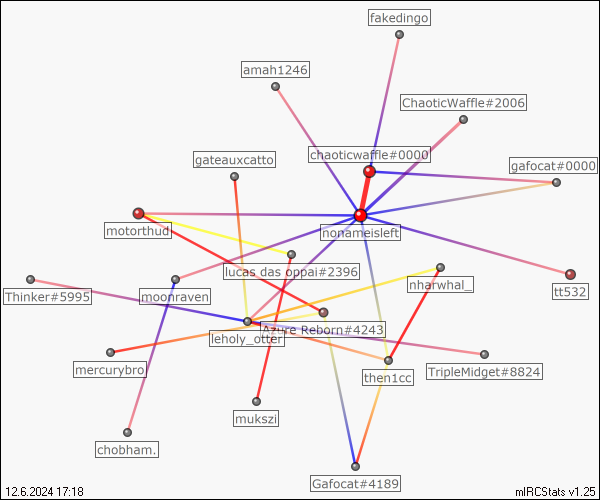 fakedingo
amah1246
ChaoticWaffle#2006
chaoticwaffle#0000
gateauxcatto
gafocat#0000
motorthud
nonameisleft
lucas das oppai#2396
nharwhal_
Thinker#5995
moonraven
tt532
Azure Reborn#4243
leholy_otter
mercurybro
then1cc
TripleMidget#8824
mukszi
chobham.
Gafocat#4189
12.6.2024 17:18
mIRCStats v1.25